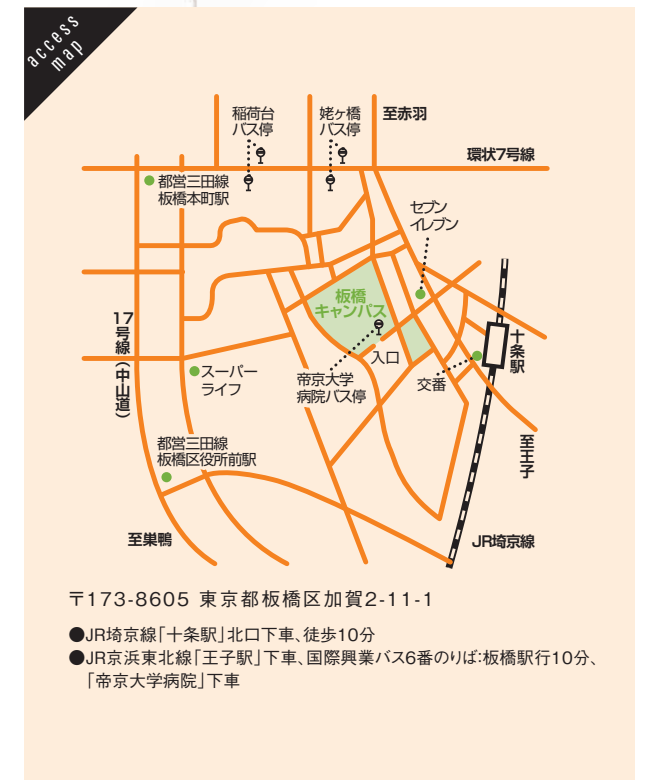 access
map
稲荷台
バス停
姥ヶ橋
バス停
至赤羽
環状7号線
都営三田線
板橋本町駅
セブン
イレブン
板橋
キャンパス
17号線(中山道)
入口
十条駅
スーパー
ライフ
帝京大学
病院バス停
交番
至王子
都営三田線
板橋区役所前駅
至巣鴨
JR埼京線
〒173-8605 東京都板橋区加賀2-11-1
●JR埼京線「十条駅」北口下車、徒歩10分
●JR京浜東北線「王子駅」下車、国際興業バス6番のりば:板橋駅行10分、
「帝京大学病院」下車